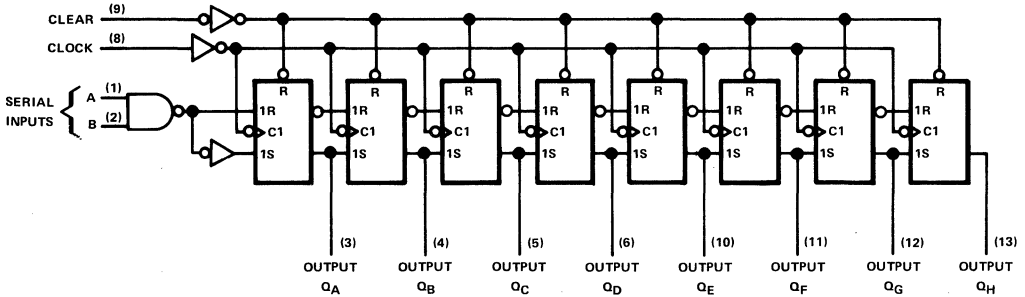 CLEAR (9)
CLOCK (8)
SERIAL INPUTS
A (1)
B (2)
R R R R R R R R
1R 1R 1R 1R 1R 1R 1R 1R
C1 C1 C1 C1 C1 C1 C1 C1
1S 1S 1S 1S 1S 1S 1S 1S
(3) (4) (5) (6) (10) (11) (12) (13)
OUTPUT OUTPUT OUTPUT OUTPUT OUTPUT OUTPUT OUTPUT OUTPUT
QA QB QC QD QE QF QG QH